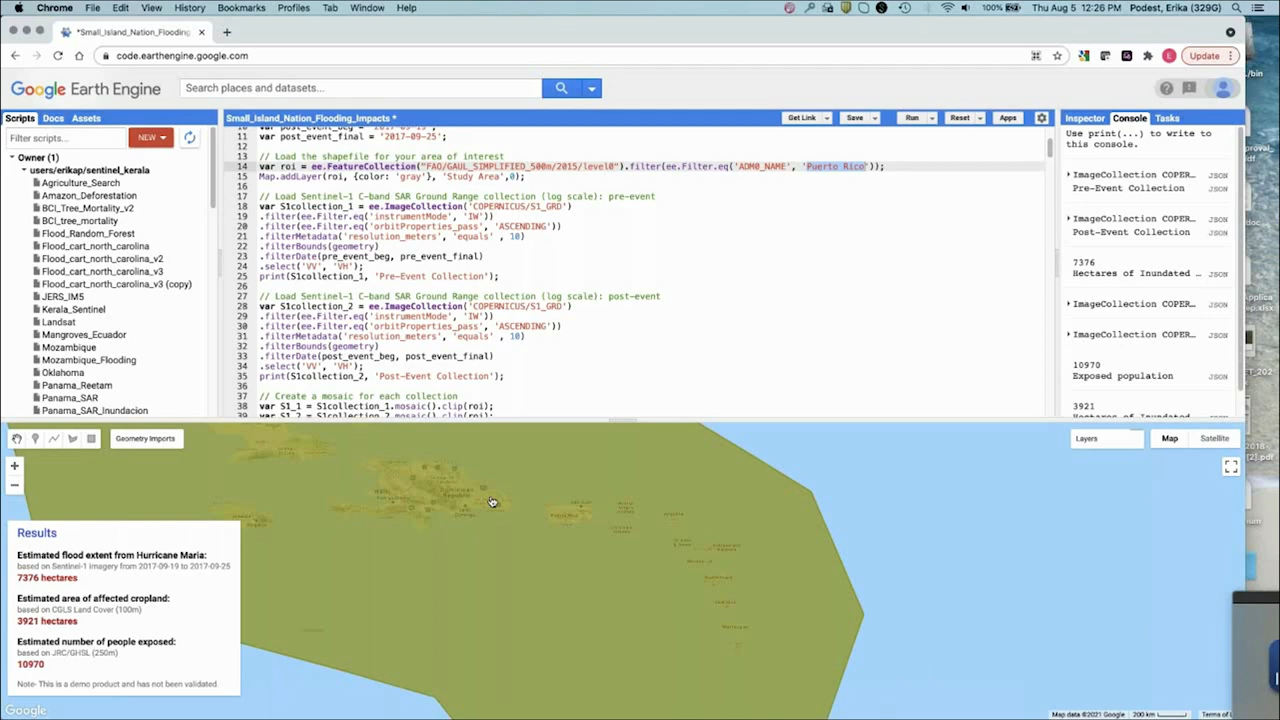 Chrome File Edit View History Bookmarks Profiles Tab Window Help 100% Thu Aug 5 12:26 PM Podest, Erika (329G)
*Small_Island_Nation_Flooding
code.earthengine.google.com Update
Google Earth Engine Search places and datasets...
Scripts Docs Assets
Filter scripts... NEW
Owner (1)
users/erikap/sentinel_kerala
Agriculture_Search
Amazon_Deforestation
BCI_Tree_Mortality_v2
BCI_tree_mortality
Flood_Random_Forest
Flood_cart_north_carolina
Flood_cart_north_carolina_v2
Flood_cart_north_carolina_v3
Flood_cart_north_carolina_v3 (copy)
JERS_IM5
Kerala_Sentinel
Landsat
Mangroves_Ecuador
Mozambique
Mozambique_Flooding
Oklahoma
Panama_Reetam
Panama_SAR
Panama_SAR_Inundacion
Small_Island_Nation_Flooding_Impacts * Get Link Save Run Reset Apps
11 var post_event_final = '2017-09-25';
12
13 // Load the shapefile for your area of interest
14 var roi = ee.FeatureCollection("FAO/GAUL_SIMPLIFIED_500m/2015/level0").filter(ee.Filter.eq('ADM0_NAME', 'Puerto Rico'));
15 Map.addLayer(roi, {color: 'gray'}, 'Study Area',0);
16
17 // Load Sentinel-1 C-band SAR Ground Range collection (log scale): pre-event
18 var S1collection_1 = ee.ImageCollection('COPERNICUS/S1_GRD')
19 .filter(ee.Filter.eq('instrumentMode', 'IW'))
20 .filter(ee.Filter.eq('orbitProperties_pass', 'ASCENDING'))
21 .filterMetadata('resolution_meters', 'equals' , 10)
22 .filterBounds(geometry)
23 .filterDate(pre_event_beg, pre_event_final)
24 .select('VV', 'VH');
25 print(S1collection_1, 'Pre-Event Collection');
26
27 // Load Sentinel-1 C-band SAR Ground Range collection (log scale): post-event
28 var S1collection_2 = ee.ImageCollection('COPERNICUS/S1_GRD')
29 .filter(ee.Filter.eq('instrumentMode', 'IW'))
30 .filter(ee.Filter.eq('orbitProperties_pass', 'ASCENDING'))
31 .filterMetadata('resolution_meters', 'equals' , 10)
32 .filterBounds(geometry)
33 .filterDate(post_event_beg, post_event_final)
34 .select('VV', 'VH');
35 print(S1collection_2, 'Post-Event Collection');
36
37 // Create a mosaic for each collection
38 var S1_1 = S1collection_1.mosaic().clip(roi);
39 var S1_2 = S1collection_2.mosaic().clip(roi);
Inspector Console Tasks
Use print(...) to write to
this console.
ImageCollection COPER... JSON
Pre-Event Collection JSON
ImageCollection COPER... JSON
Post-Event Collection JSON
7376
Hectares of Inundated ... JSON
ImageCollection COPER... JSON
ImageCollection COPER... JSON
10970
Exposed population JSON
3921
Geometry Imports
Layers Map Satellite
Results
Estimated flood extent from Hurricane Maria:
based on Sentinel-1 imagery from 2017-09-19 to 2017-09-25
7376 hectares
Estimated area of affected cropland:
based on CGLS Land Cover (100m)
3921 hectares
Estimated number of people exposed:
based on JRC/GHSL (250m)
10970
Note- This is a demo product and has not been validated.
Google Map data ©2021 Google 200 km Terms of